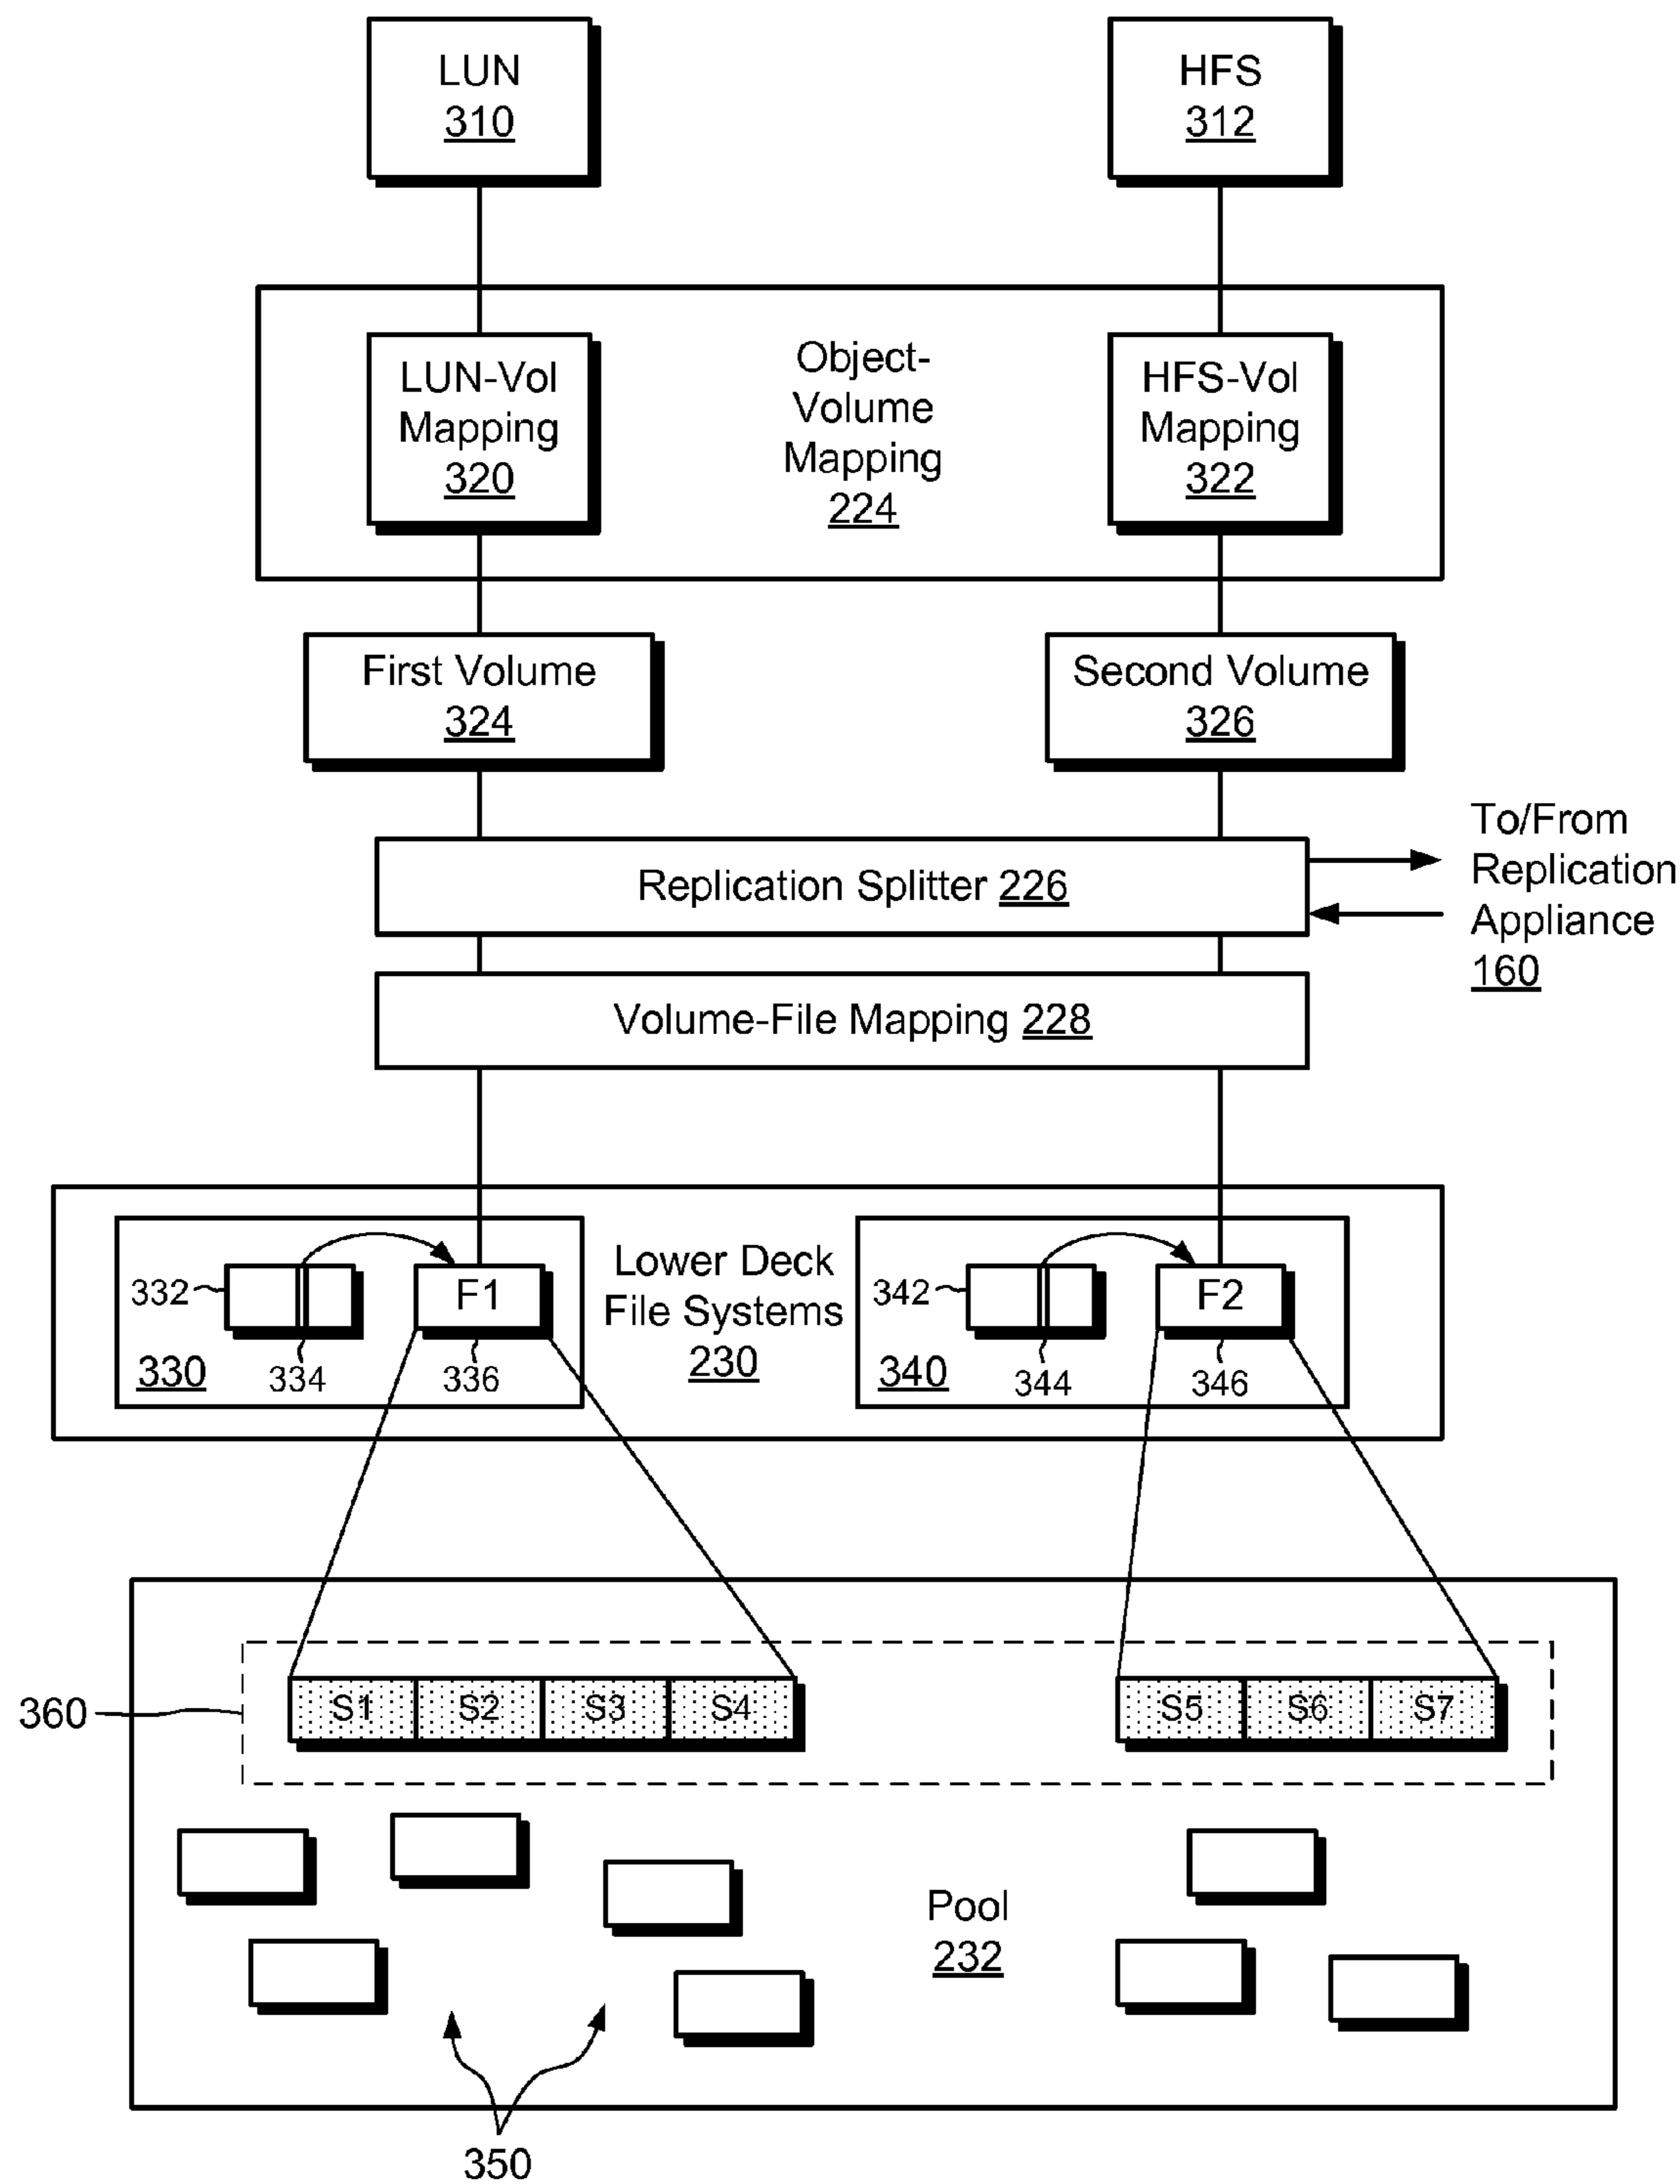 LUN
310
HFS
312
LUN-Vol
Mapping
320
Object-
Volume
Mapping
224
HFS-Vol
Mapping
322
First Volume
324
Second Volume
326
Replication Splitter 226
To/From
Replication
Appliance
160
Volume-File Mapping 228
332
334
F1
336
330
Lower Deck
File Systems
230
342
344
F2
346
340
360
S1 S2 S3 S4
S5 S6 S7
Pool
232
350